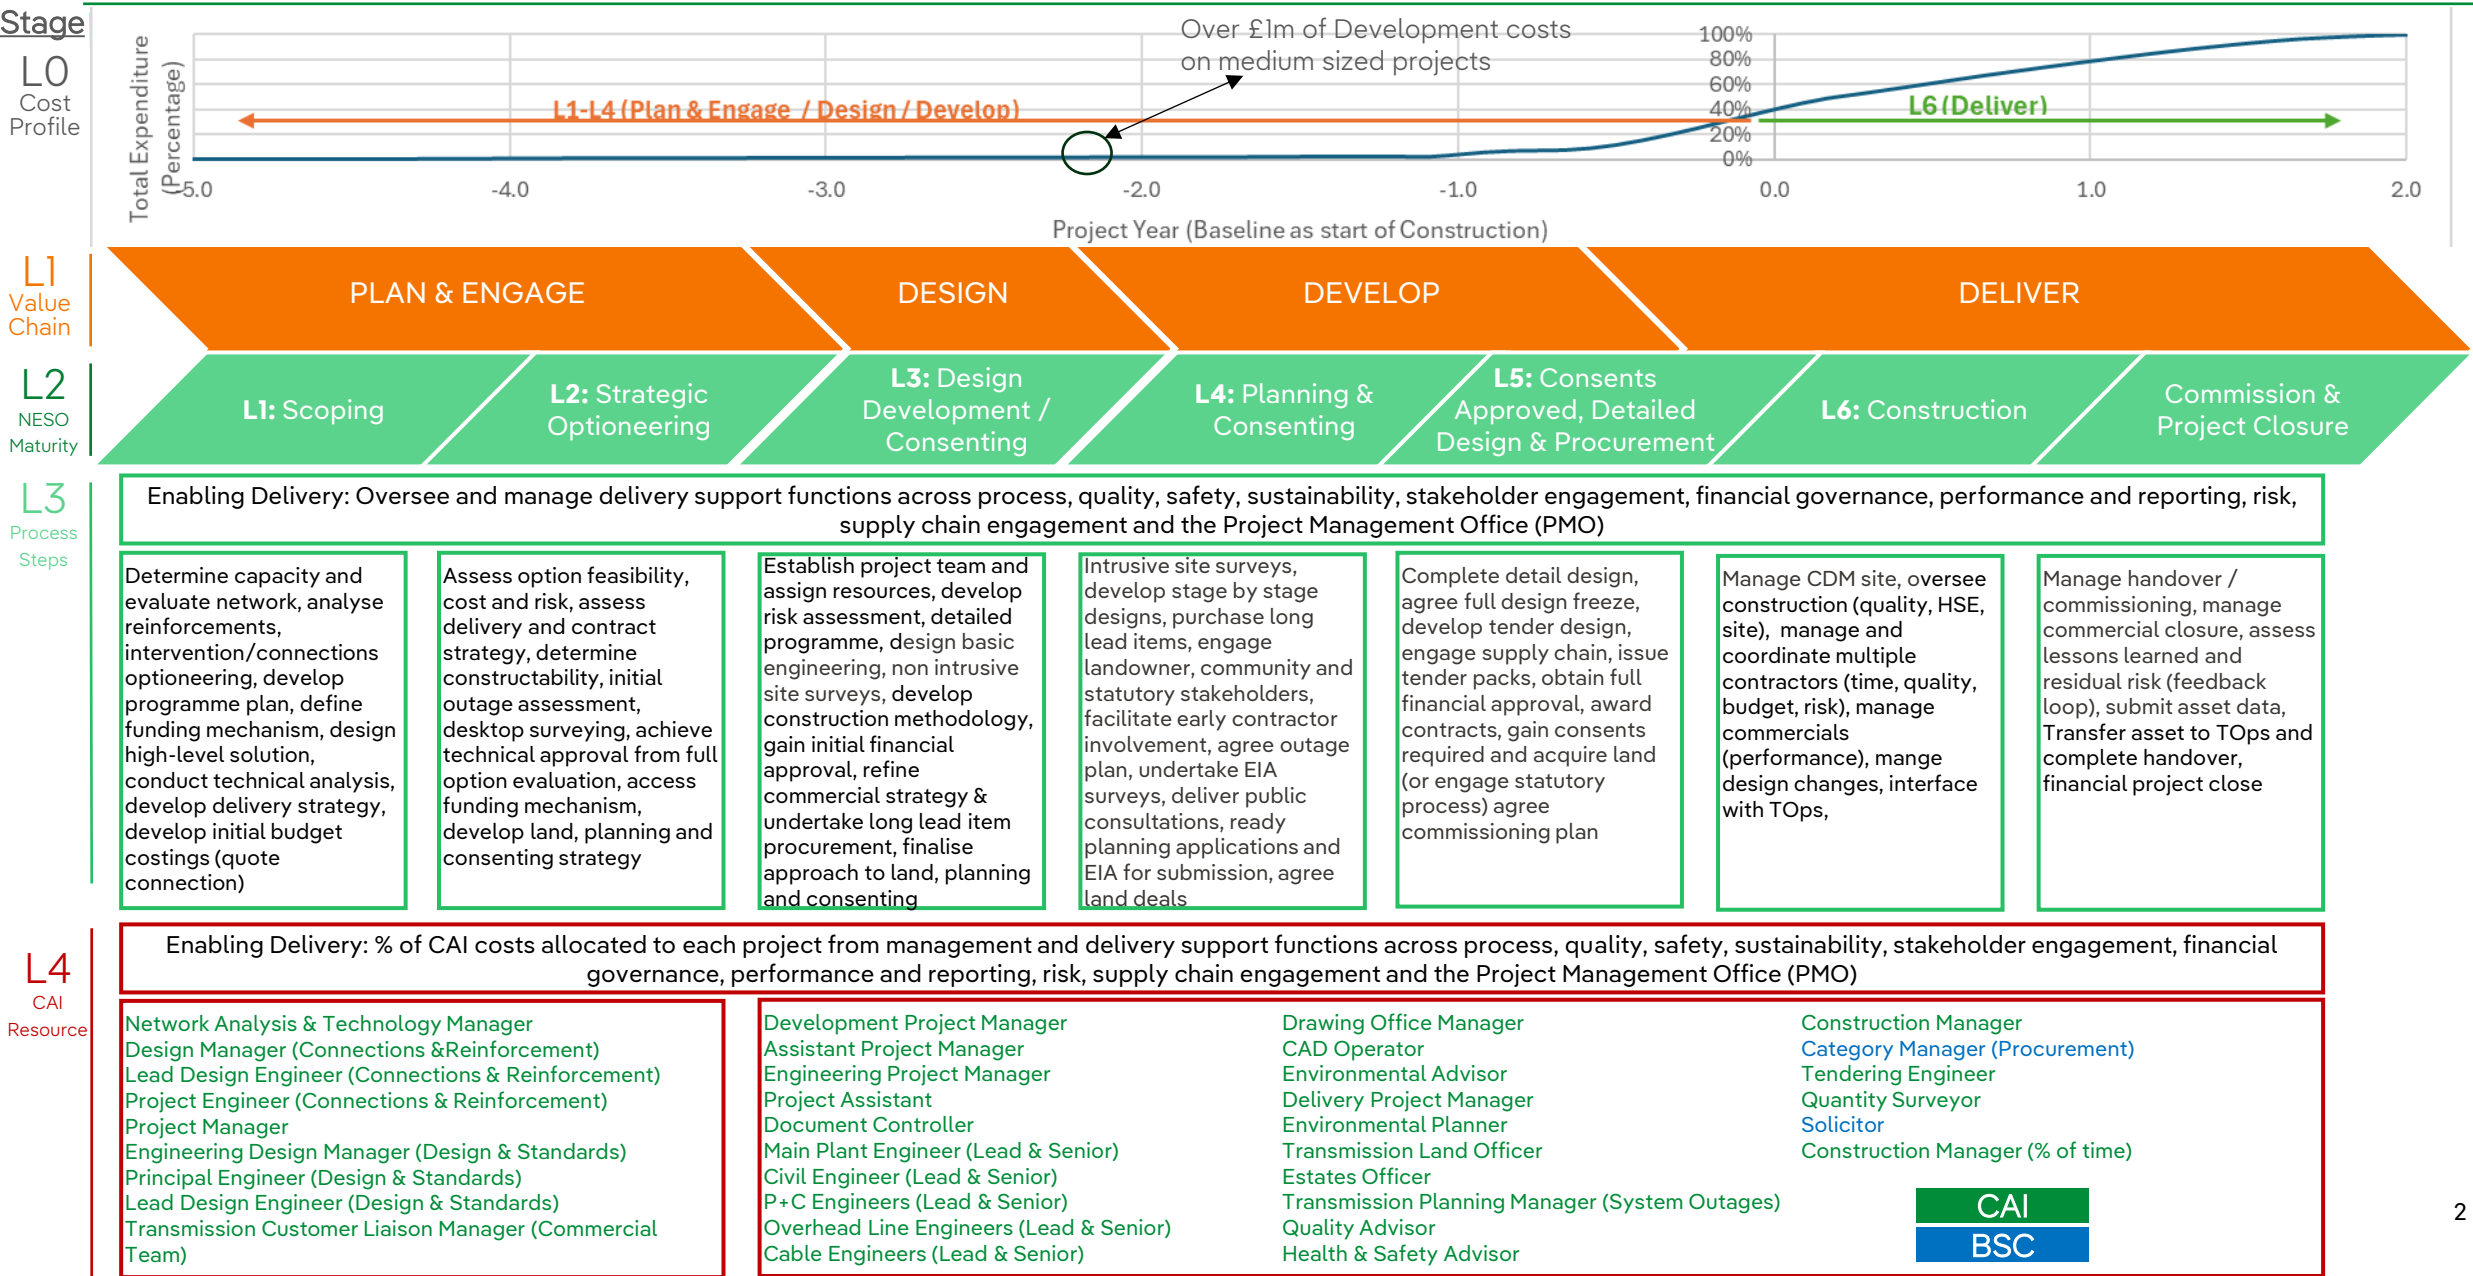 Stage
L0
Cost
Profile
Total Expenditure
(Percentage)
Over £1m of Development costs
on medium sized projects
L1-L4 (Plan & Engage / Design / Develop)
L6 (Deliver)
100%
80%
60%
40%
20%
0%
-5.0
-4.0
-3.0
-2.0
-1.0
0.0
1.0
2.0
Project Year (Baseline as start of Construction)
L1
Value
Chain
PLAN & ENGAGE
DESIGN
DEVELOP
DELIVER
L2
NESO
Maturity
L1: Scoping
L2: Strategic
Optioneering
L3: Design
Development /
Consenting
L4: Planning &
Consenting
L5: Consents
Approved, Detailed
Design & Procurement
L6: Construction
Commission &
Project Closure
L3
Process
Steps
Enabling Delivery: Oversee and manage delivery support functions across process, quality, safety, sustainability, stakeholder engagement, financial governance, performance and reporting, risk,
supply chain engagement and the Project Management Office (PMO)
Determine capacity and
evaluate network, analyse
reinforcements,
intervention/connections
optioneering, develop
programme plan, define
funding mechanism, design
high-level solution,
conduct technical analysis,
develop delivery strategy,
develop initial budget
costings (quote
connection)
Assess option feasibility,
cost and risk, assess
delivery and contract
strategy, determine
constructability, initial
outage assessment,
desktop surveying, achieve
technical approval from full
option evaluation, access
funding mechanism,
develop land, planning and
consenting strategy
Establish project team and
assign resources, develop
risk assessment, detailed
programme, design basic
engineering, non intrusive
site surveys, develop
construction methodology,
gain initial financial
approval, refine
commercial strategy &
undertake long lead item
procurement, finalise
approach to land, planning
and consenting
Intrusive site surveys,
develop stage by stage
designs, purchase long
lead items, engage
landowner, community and
statutory stakeholders,
facilitate early contractor
involvement, agree outage
plan, undertake EIA
surveys, deliver public
consultations, ready
planning applications and
EIA for submission, agree
land deals
Complete detail design,
agree full design freeze,
develop tender design,
engage supply chain, issue
tender packs, obtain full
financial approval, award
contracts, gain consents
required and acquire land
(or engage statutory
process) agree
commissioning plan
Manage CDM site, oversee
construction (quality, HSE,
site), manage and
coordinate multiple
contractors (time, quality,
budget, risk), manage
commercials
(performance), mange
design changes, interface
with TOps,
Manage handover /
commissioning, manage
commercial closure, assess
lessons learned and
residual risk (feedback
loop), submit asset data,
Transfer asset to TOps and
complete handover,
financial project close
L4
CAI
Resource
Enabling Delivery: % of CAI costs allocated to each project from management and delivery support functions across process, quality, safety, sustainability, stakeholder engagement, financial
governance, performance and reporting, risk, supply chain engagement and the Project Management Office (PMO)
Network Analysis & Technology Manager
Design Manager (Connections &Reinforcement)
Lead Design Engineer (Connections & Reinforcement)
Project Engineer (Connections & Reinforcement)
Project Manager
Engineering Design Manager (Design & Standards)
Principal Engineer (Design & Standards)
Lead Design Engineer (Design & Standards)
Transmission Customer Liaison Manager (Commercial
Team)
Development Project Manager
Assistant Project Manager
Engineering Project Manager
Project Assistant
Document Controller
Main Plant Engineer (Lead & Senior)
Civil Engineer (Lead & Senior)
P+C Engineers (Lead & Senior)
Overhead Line Engineers (Lead & Senior)
Cable Engineers (Lead & Senior)
Drawing Office Manager
CAD Operator
Environmental Advisor
Delivery Project Manager
Environmental Planner
Transmission Land Officer
Estates Officer
Transmission Planning Manager (System Outages)
Quality Advisor
Health & Safety Advisor
Construction Manager
Category Manager (Procurement)
Tendering Engineer
Quantity Surveyor
Solicitor
Construction Manager (% of time)
CAI
BSC
2